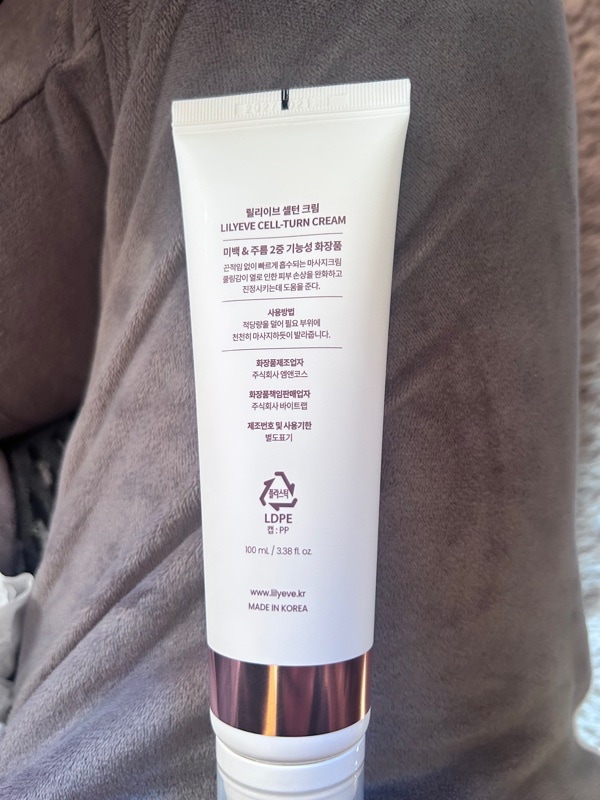 릴리이브 셀턴 크림
LILYEVE CELL-TURN CREAM
미백 & 주름 2중 기능성 화장품
끈적임 없이 빠르게 흡수되는 마사지크림
쿨링감이 열로 인한 피부 손상을 완화하고
진정시키는데 도움을 준다.
사용방법
적당량을 덜어 필요 부위에
천천히 마사지하듯이 발라줍니다.
화장품제조업자
주식회사 엠앤코스
화장품책임판매업자
주식회사 바이트랩
제조번호 및 사용기한
별도표기
플라스틱
LDPE
캡 : PP
100 mL / 3.38 fl. oz.
www.lilyeve.kr
MADE IN KOREA